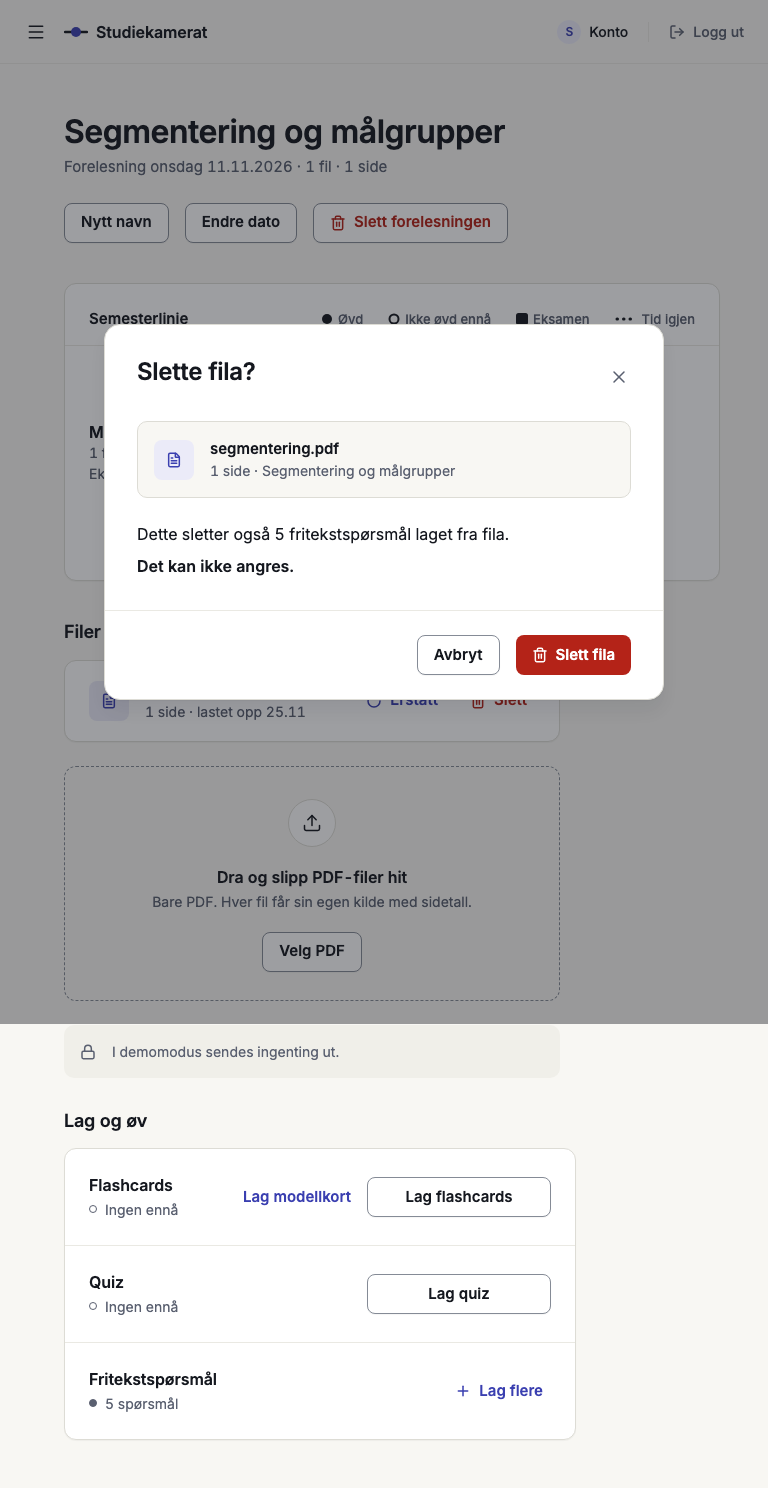 Studiekamerat
S Konto
Logg ut
Segmentering og målgrupper
Forelesning onsdag 11.11.2026 · 1 fil · 1 side
Nytt navn
Endre dato
Slett forelesningen
Semesterlinie
Øvd
Ikke øvd ennå
Eksamen
Tid igjen
Slette fila?
segmentering.pdf
1 side · Segmentering og målgrupper
Dette sletter også 5 fritekstspørsmål laget fra fila.
Det kan ikke angres.
Avbryt
Slett fila
Filer
1 side · lastet opp 25.11
Erstatt
Slett
Dra og slipp PDF-filer hit
Bare PDF. Hver fil får sin egen kilde med sidetall.
Velg PDF
I demomodus sendes ingenting ut.
Lag og øv
Flashcards
Ingen ennå
Lag modellkort
Lag flashcards
Quiz
Ingen ennå
Lag quiz
Fritekstspørsmål
5 spørsmål
Lag flere